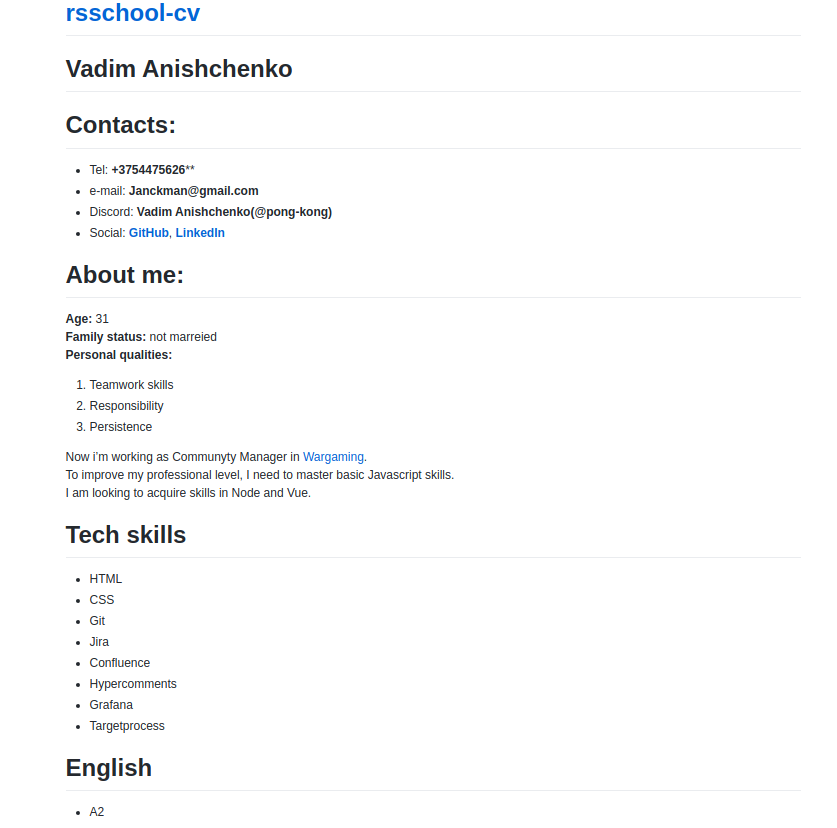 rsschool-cv
Vadim Anishchenko
Contacts:
Tel: +3754475626**
e-mail: Janckman@gmail.com
Discord: Vadim Anishchenko(@pong-kong)
Social: GitHub, LinkedIn
About me:
Age: 31
Family status: not marreied
Personal qualities:
1. Teamwork skills
2. Responsibility
3. Persistence
Now i'm working as Communyty Manager in Wargaming.
To improve my professional level, I need to master basic Javascript skills.
I am looking to acquire skills in Node and Vue.
Tech skills
HTML
CSS
Git
Jira
Confluence
Hypercomments
Grafana
Targetprocess
English
A2